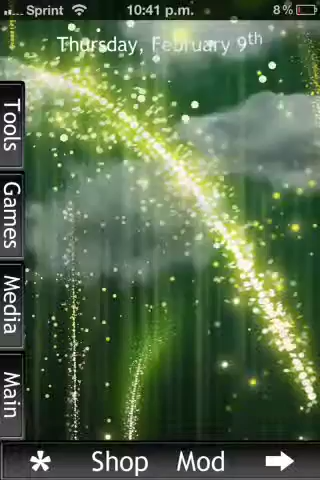 Sprint 10:41 p.m. 8%
Thursday, February 9th
Tools
Games
Media
Main
* Shop Mod